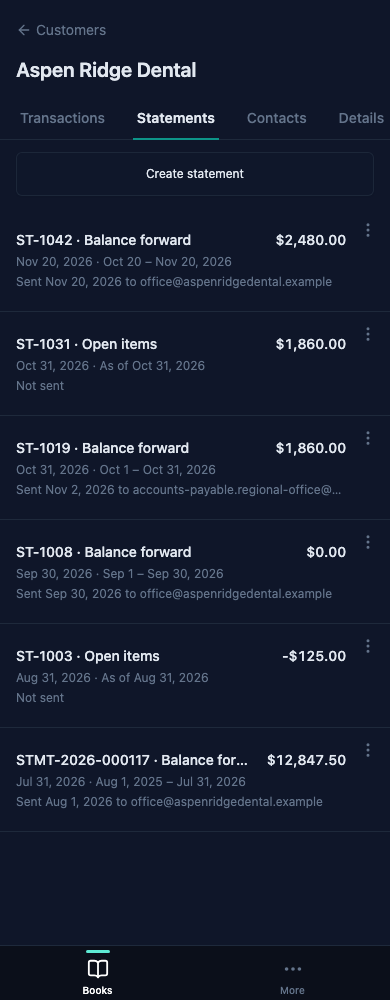 Customers
Aspen Ridge Dental
Transactions Statements Contacts Details
Create statement
ST-1042 · Balance forward $2,480.00
Nov 20, 2026 · Oct 20 – Nov 20, 2026
Sent Nov 20, 2026 to office@aspenridgedental.example
ST-1031 · Open items $1,860.00
Oct 31, 2026 · As of Oct 31, 2026
Not sent
ST-1019 · Balance forward $1,860.00
Oct 31, 2026 · Oct 1 – Oct 31, 2026
Sent Nov 2, 2026 to accounts-payable.regional-office@...
ST-1008 · Balance forward $0.00
Sep 30, 2026 · Sep 1 – Sep 30, 2026
Sent Sep 30, 2026 to office@aspenridgedental.example
ST-1003 · Open items -$125.00
Aug 31, 2026 · As of Aug 31, 2026
Not sent
STMT-2026-000117 · Balance for... $12,847.50
Jul 31, 2026 · Aug 1, 2025 – Jul 31, 2026
Sent Aug 1, 2026 to office@aspenridgedental.example
Books More